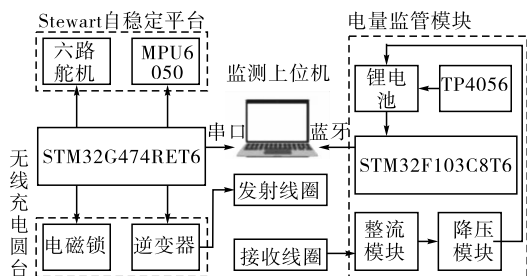 Stewart自稳定平台
六路
舵机
MPU6
050
STM32G474RET6
无线充电圆台
电磁锁
逆变器
监测上位机
串口
蓝牙
发射线圈
接收线圈
电量监管模块
锂电
池
TP4056
STM32F103C8T6
整流
模块
降压
模块